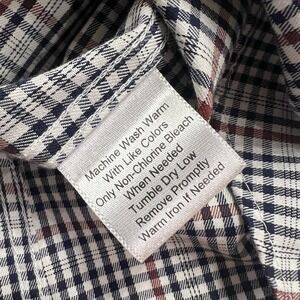 Machine Wash Warm
With Like Colors
Only Non-Chlorine Bleach
When Needed
Tumble Dry Low
Remove Promptly
Warm Iron if Needed